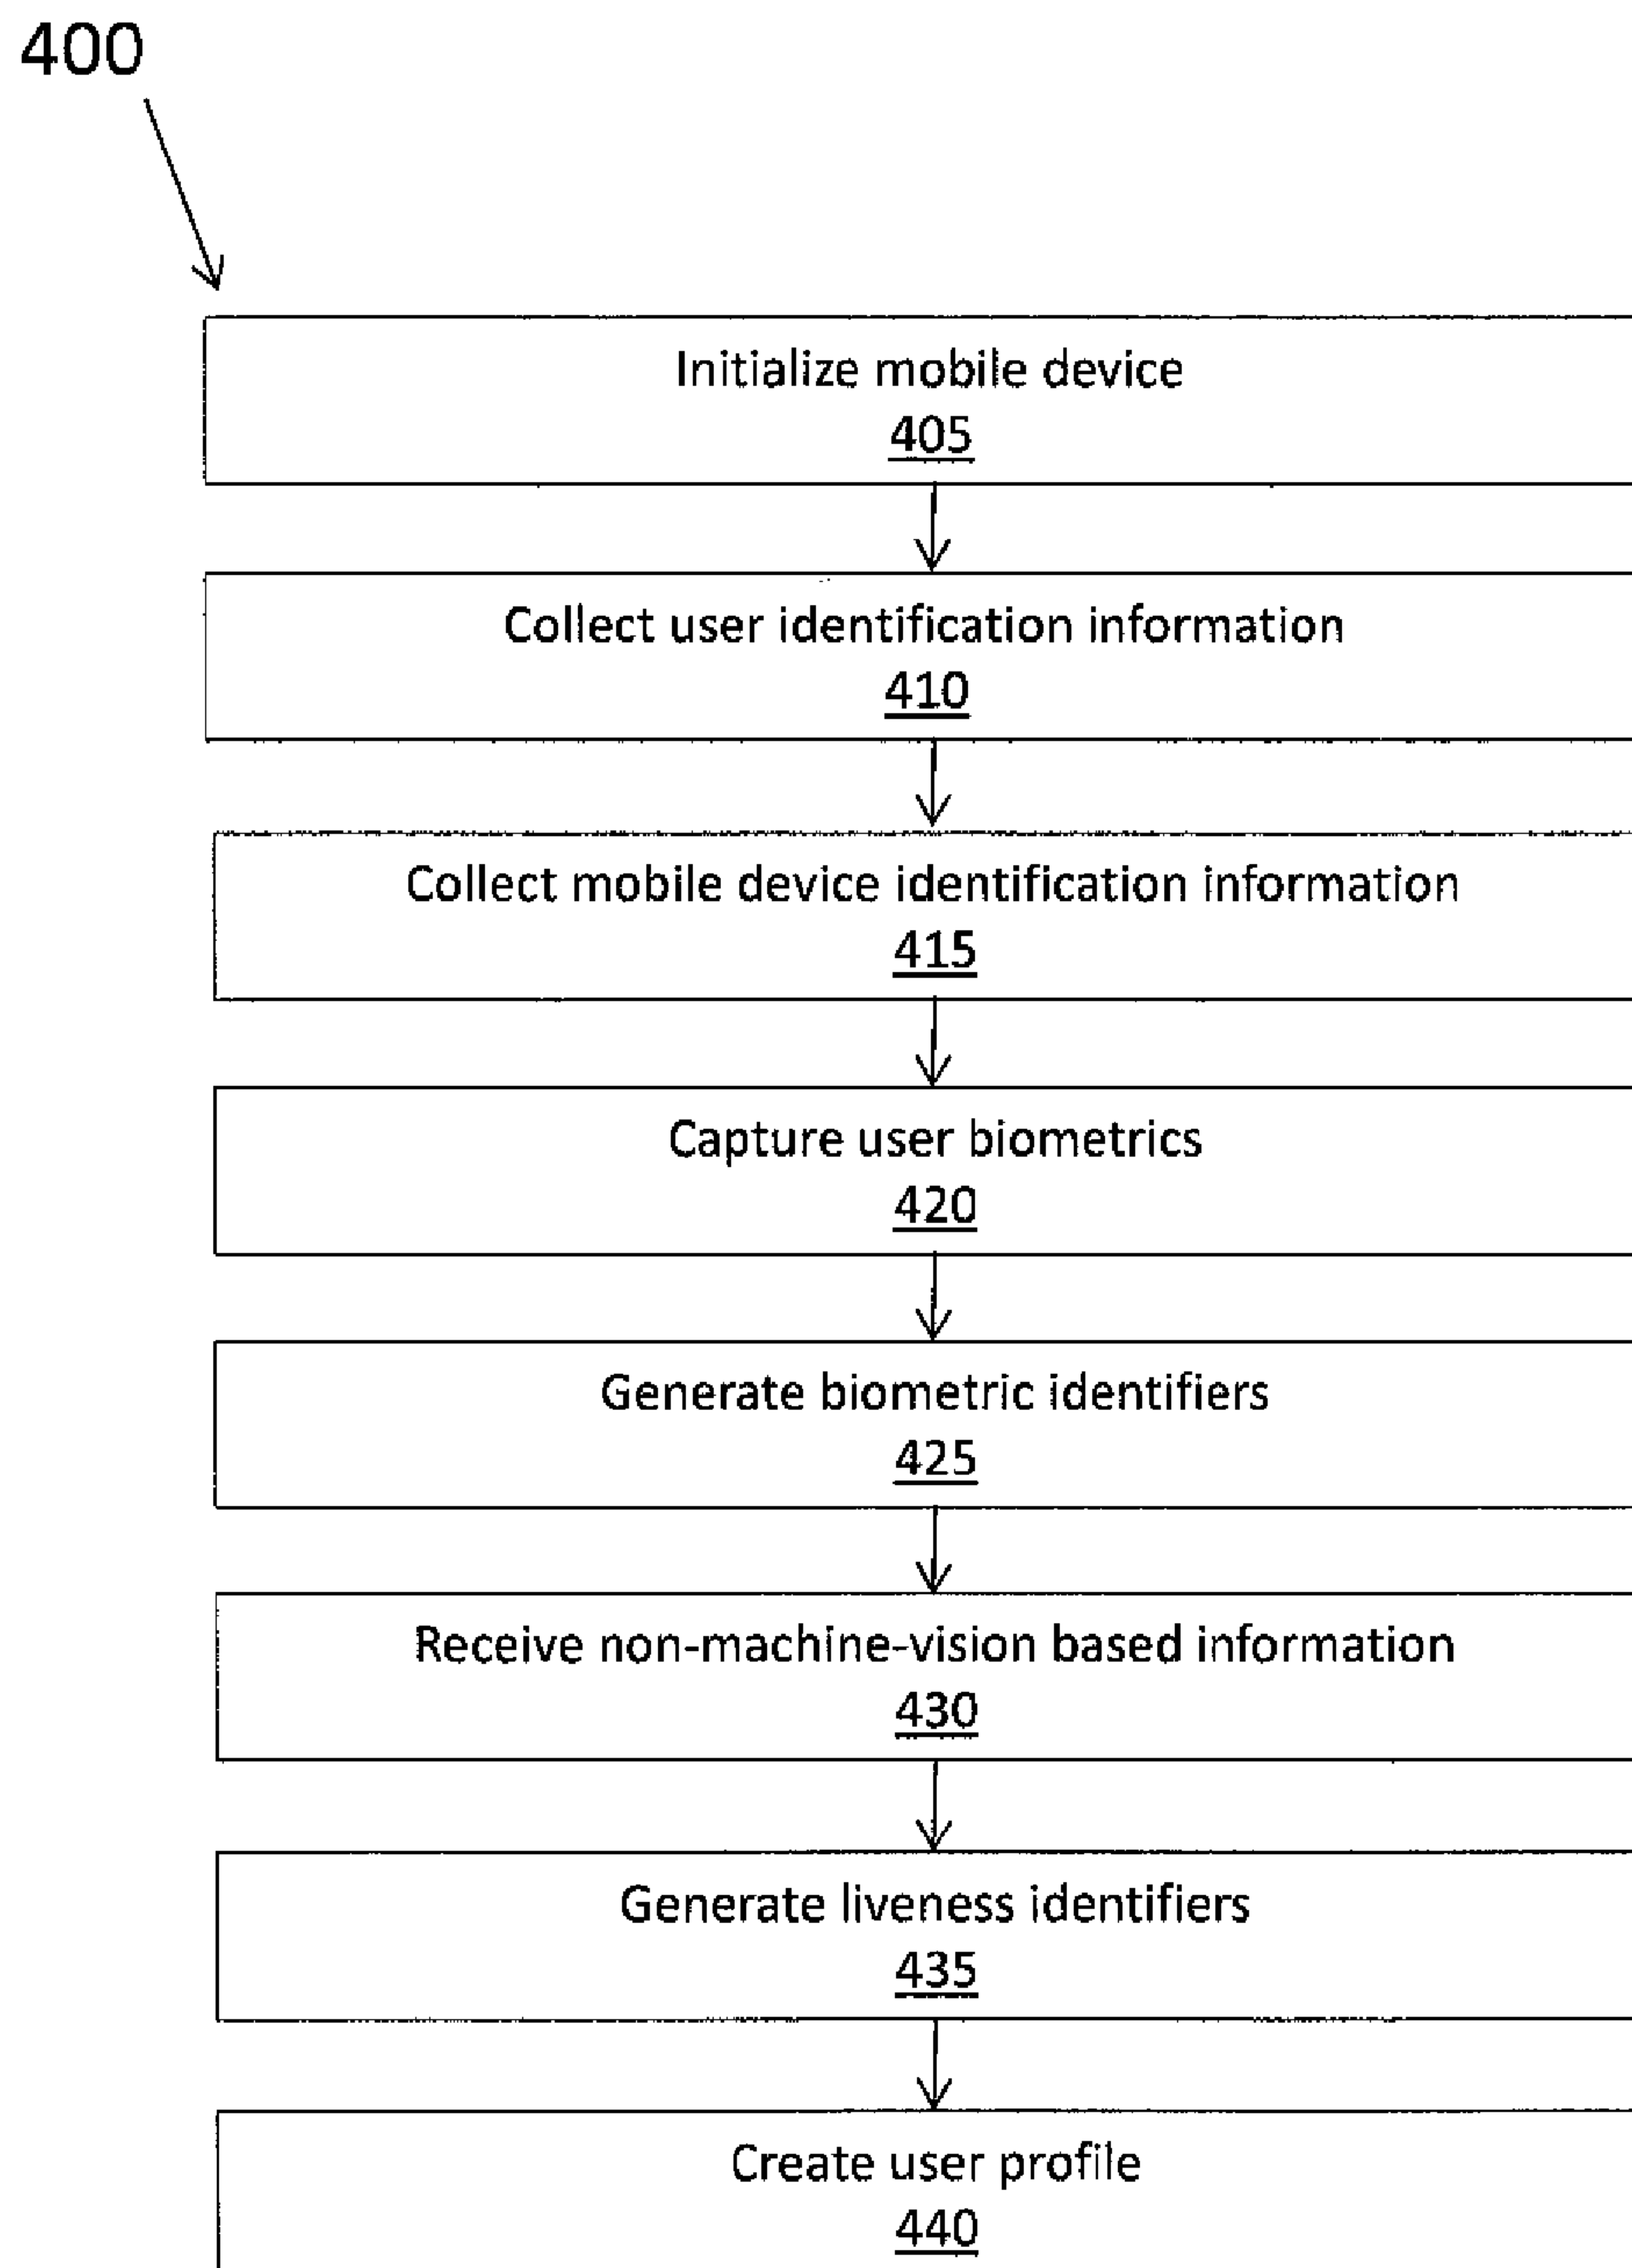 400
Initialize mobile device
405
Collect user identification information
410
Collect mobile device identification information
415
Capture user biometrics
420
Generate biometric identifiers
425
Receive non-machine-vision based information
430
Generate liveness identifiers
435
Create user profile
440